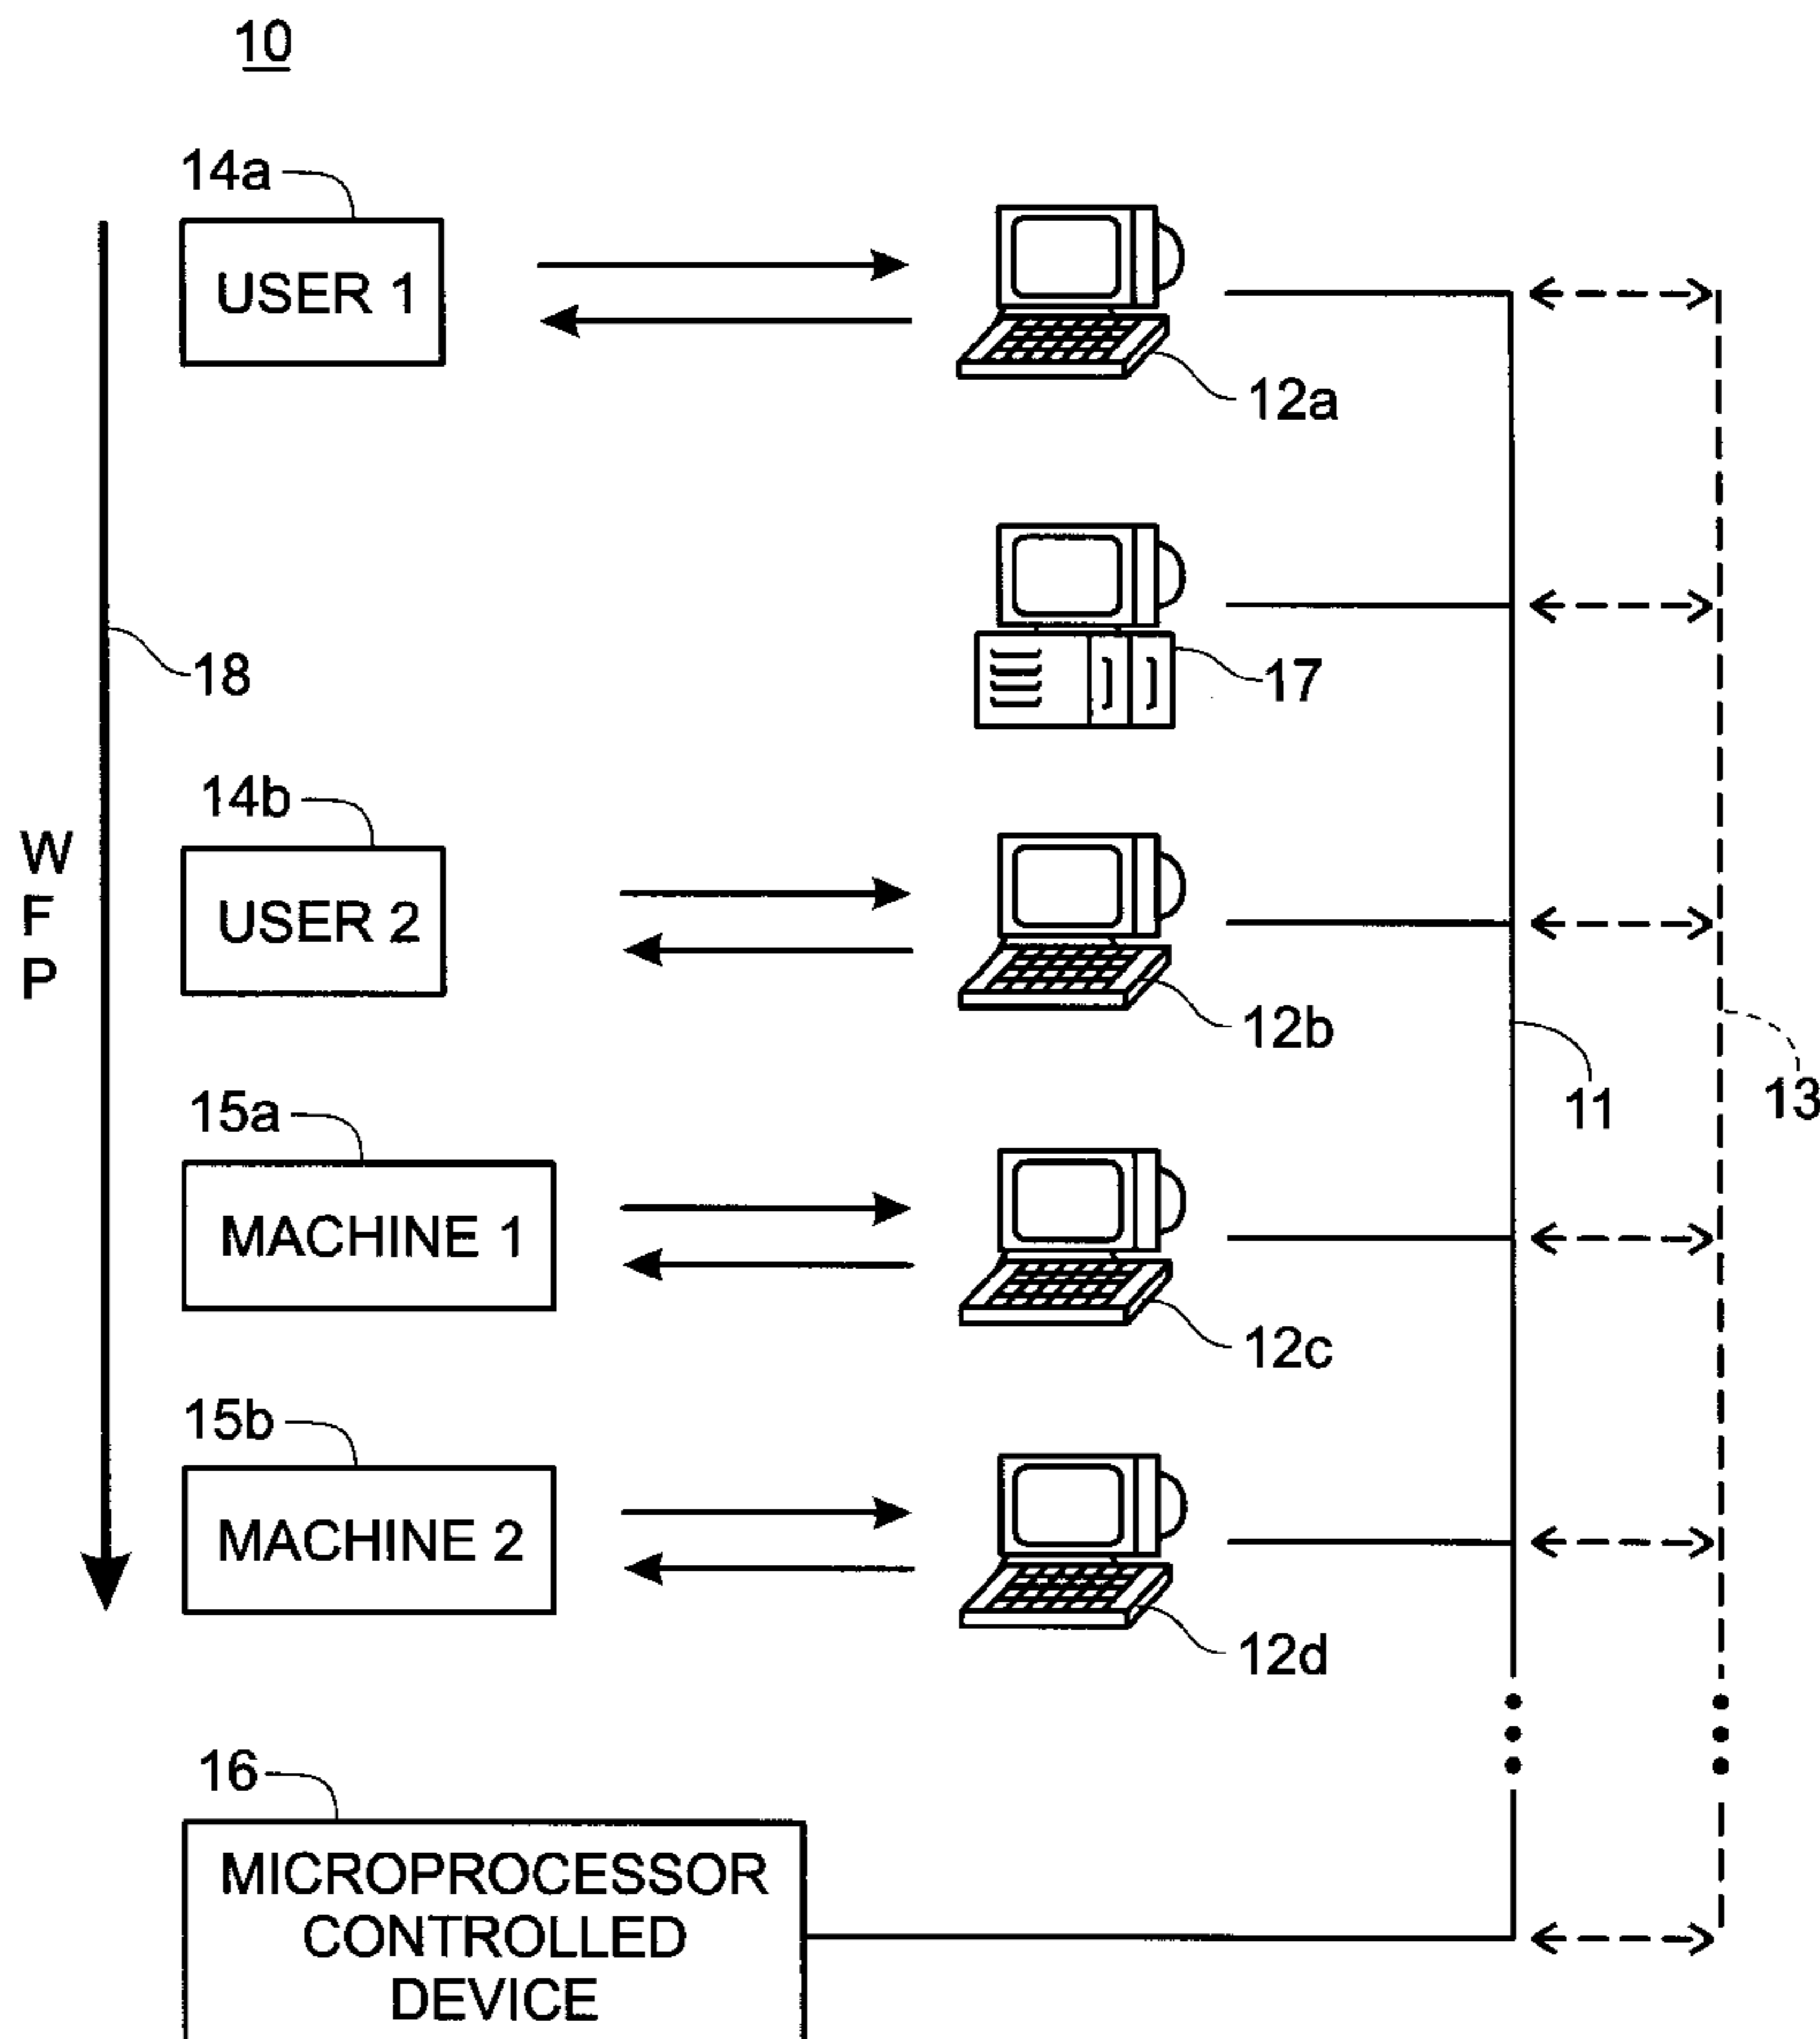 10
14a
USER 1
12a
18
17
14b
W
F
P
USER 2
12b
11
13
15a
MACHINE 1
12c
15b
MACHINE 2
12d
16
MICROPROCESSOR
CONTROLLED
DEVICE